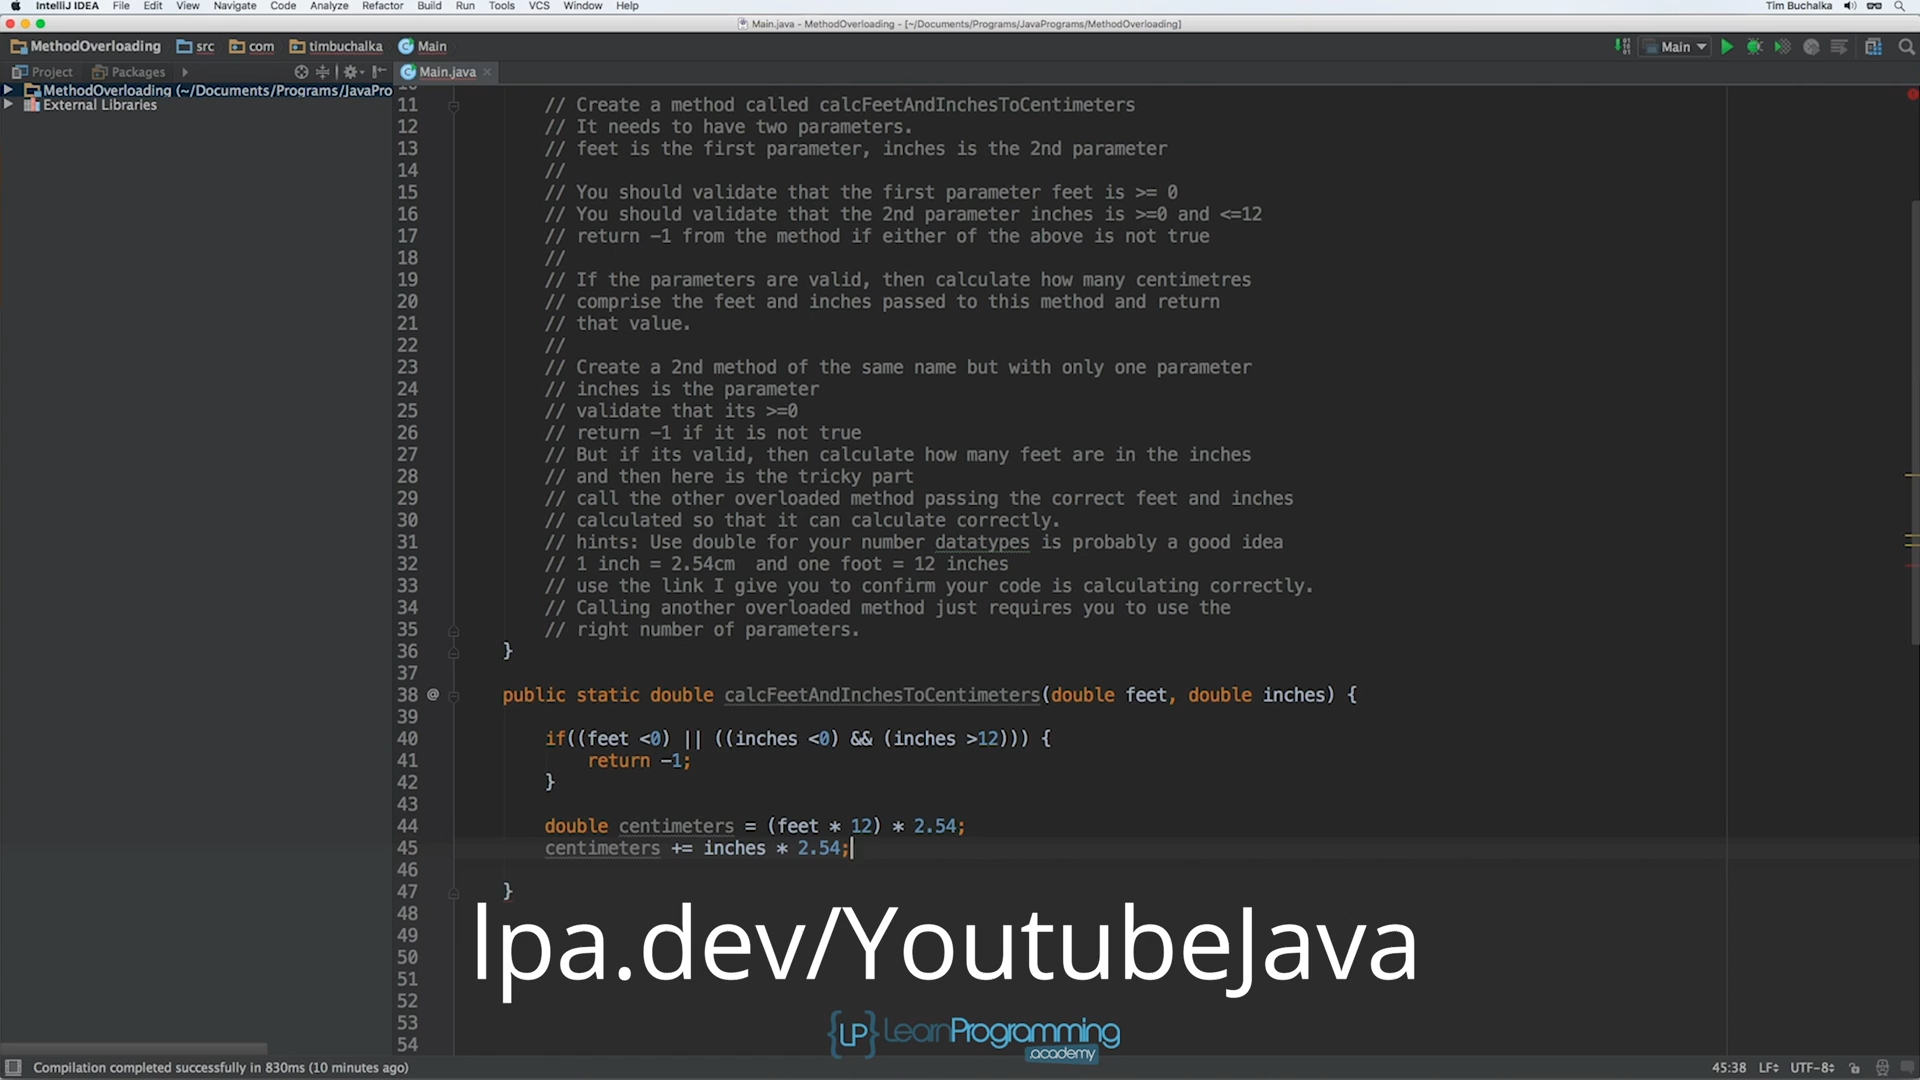 IntelliJ IDEA File Edit View Navigate Code Analyze Refactor Build Run Tools VCS Window Help Tim Buchalka
Main.java - MethodOverloading - [~/Documents/Programs/JavaPrograms/MethodOverloading]
MethodOverloading src com timbuchalka Main Main
Project Packages Main.java
MethodOverloading (~/Documents/Programs/JavaPro
External Libraries
11 // Create a method called calcFeetAndInchesToCentimeters
12 // It needs to have two parameters.
13 // feet is the first parameter, inches is the 2nd parameter
14 //
15 // You should validate that the first parameter feet is >= 0
16 // You should validate that the 2nd parameter inches is >=0 and <=12
17 // return -1 from the method if either of the above is not true
18 //
19 // If the parameters are valid, then calculate how many centimetres
20 // comprise the feet and inches passed to this method and return
21 // that value.
22 //
23 // Create a 2nd method of the same name but with only one parameter
24 // inches is the parameter
25 // validate that its >=0
26 // return -1 if it is not true
27 // But if its valid, then calculate how many feet are in the inches
28 // and then here is the tricky part
29 // call the other overloaded method passing the correct feet and inches
30 // calculated so that it can calculate correctly.
31 // hints: Use double for your number datatypes is probably a good idea
32 // 1 inch = 2.54cm  and one foot = 12 inches
33 // use the link I give you to confirm your code is calculating correctly.
34 // Calling another overloaded method just requires you to use the
35 // right number of parameters.
36 }
37
38 @ public static double calcFeetAndInchesToCentimeters(double feet, double inches) {
39
40 if((feet <0) || ((inches <0) && (inches >12))) {
41 return -1;
42 }
43
44 double centimeters = (feet * 12) * 2.54;
45 centimeters += inches * 2.54;
46
47 }
48
49
50
51
52
53
54
lpa.dev/YoutubeJava
{LP} LearnProgramming
.academy
Compilation completed successfully in 830ms (10 minutes ago) 45:38 LF UTF-8